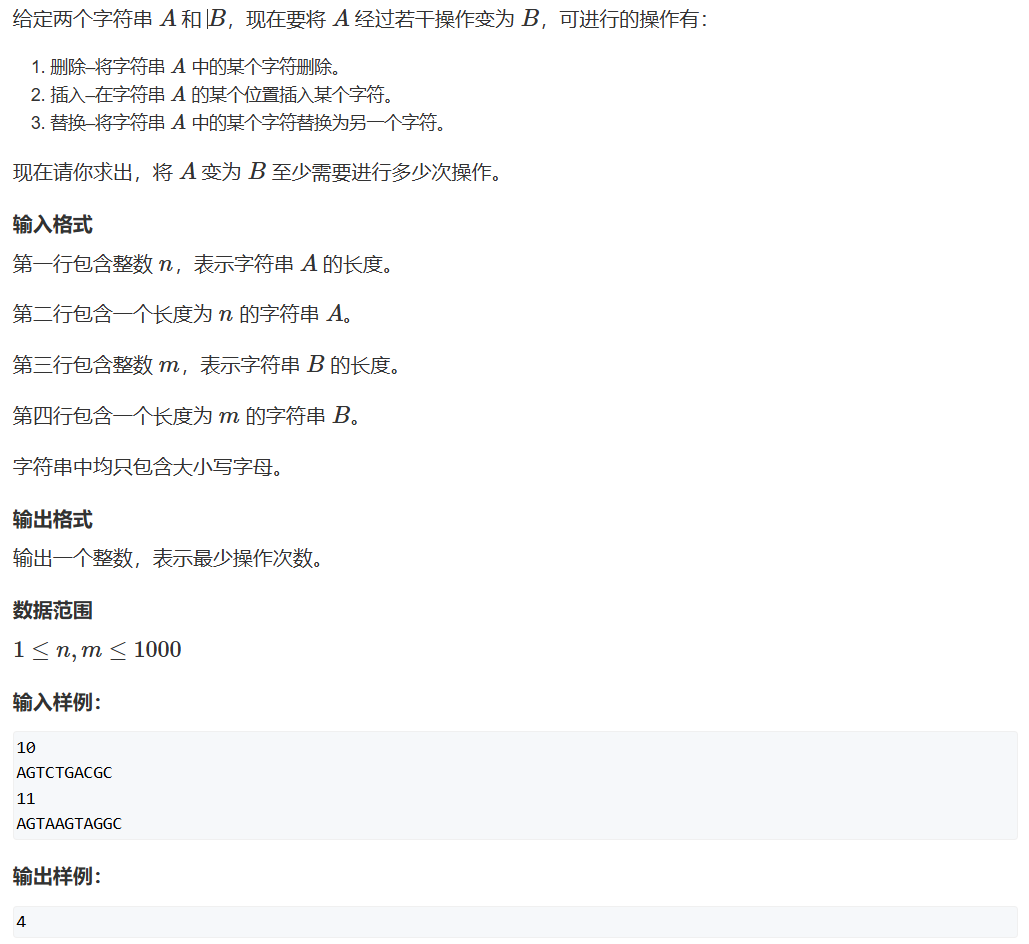 给定两个字符串 A 和 B，现在要将 A 经过若干操作变为 B，可进行的操作有：
1. 删除–将字符串 A 中的某个字符删除。
2. 插入–在字符串 A 的某个位置插入某个字符。
3. 替换–将字符串 A 中的某个字符替换为另一个字符。
现在请你求出，将 A 变为 B 至少需要进行多少次操作。
输入格式
第一行包含整数 n，表示字符串 A 的长度。
第二行包含一个长度为 n 的字符串 A。
第三行包含整数 m，表示字符串 B 的长度。
第四行包含一个长度为 m 的字符串 B。
字符串中均只包含大小写字母。
输出格式
输出一个整数，表示最少操作次数。
数据范围
1 ≤ n, m ≤ 1000
输入样例：
10
AGTCTGACGC
11
AGTAAGTAGGC
输出样例：
4